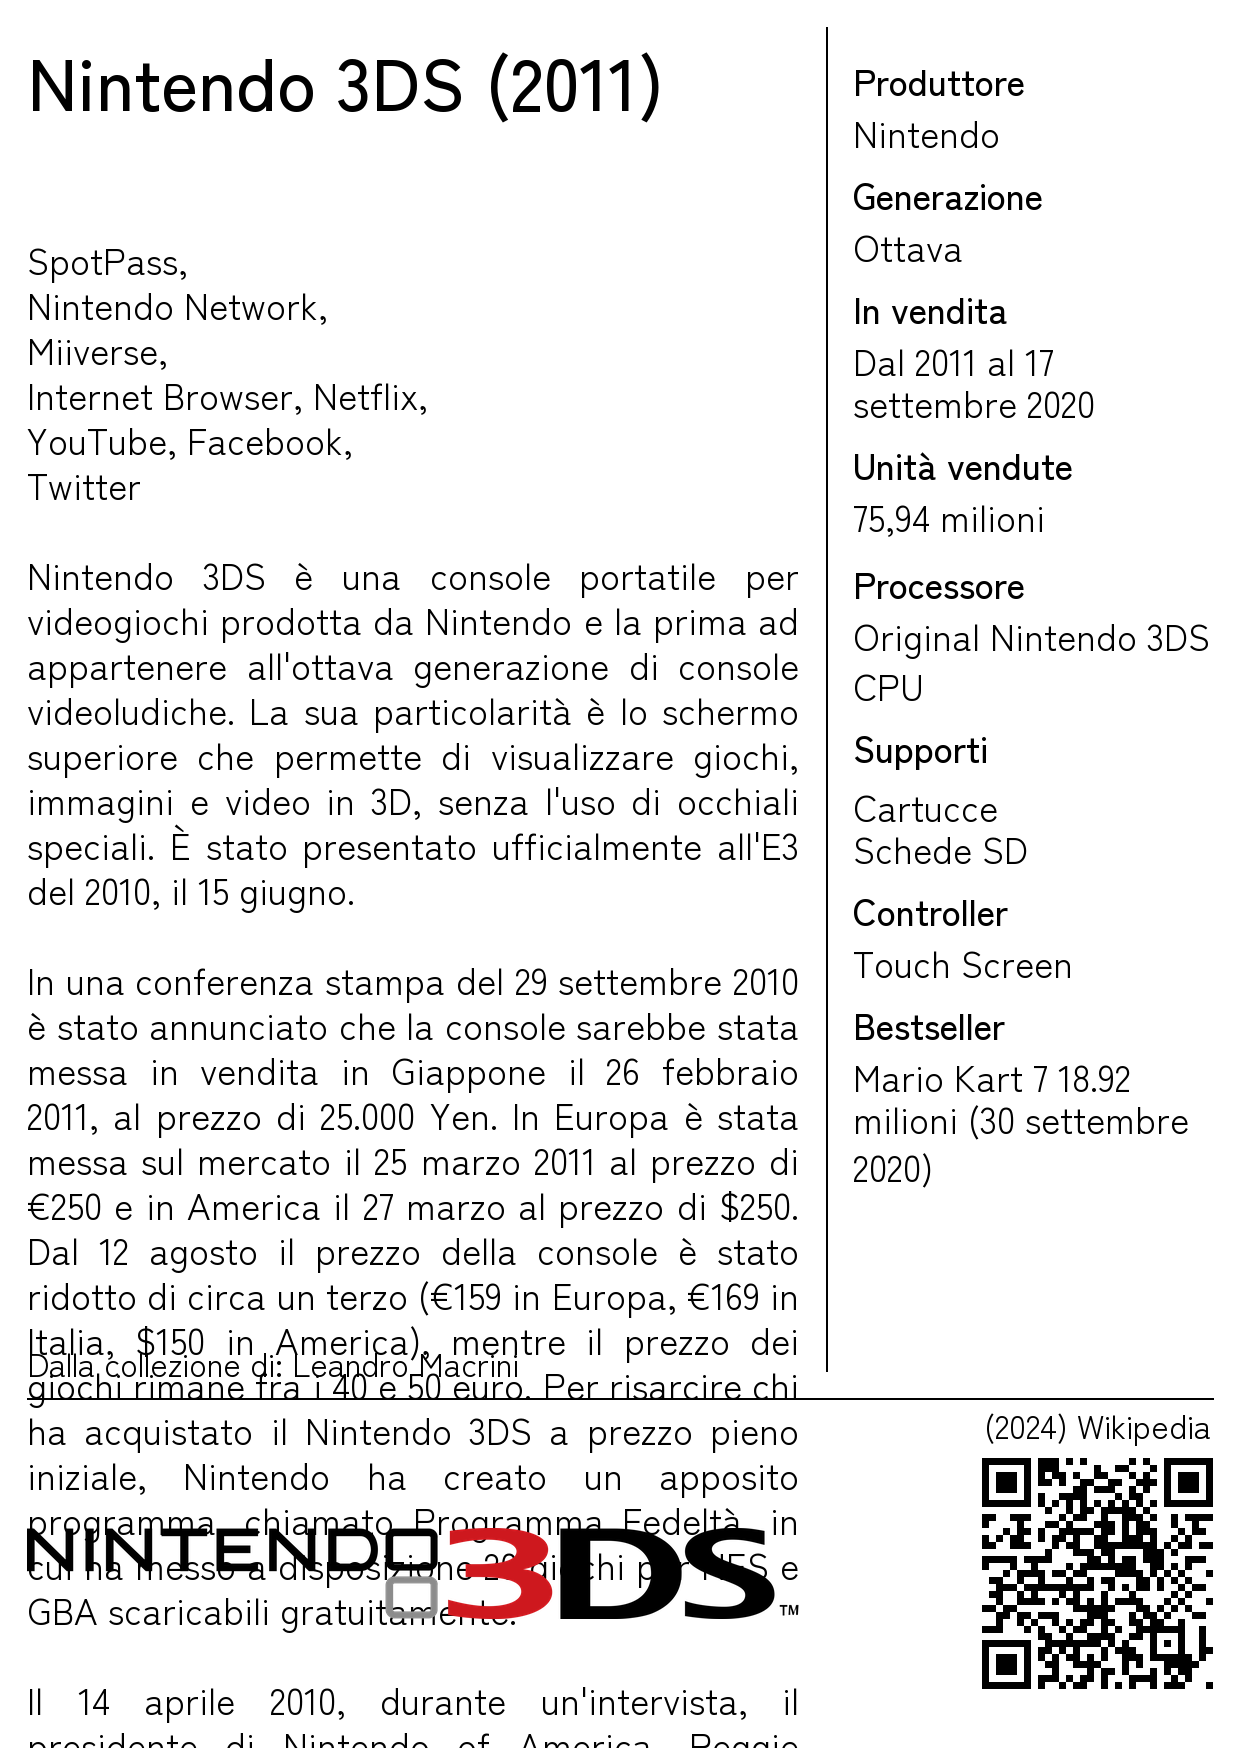 Nintendo 3DS (2011)
SpotPass,
Nintendo Network,
Miiverse,
Internet Browser, Netflix,
YouTube, Facebook,
Twitter
Nintendo 3DS è una console portatile per
videogiochi prodotta da Nintendo e la prima ad
appartenere all'ottava generazione di console
videoludiche. La sua particolarità è lo schermo
superiore che permette di visualizzare giochi,
immagini e video in 3D, senza l'uso di occhiali
speciali. È stato presentato ufficialmente all'E3
del 2010, il 15 giugno.
In una conferenza stampa del 29 settembre 2010
è stato annunciato che la console sarebbe stata
messa in vendita in Giappone il 26 febbraio
2011, al prezzo di 25.000 Yen. In Europa è stata
messa sul mercato il 25 marzo 2011 al prezzo di
€250 e in America il 27 marzo al prezzo di $250.
Dal 12 agosto il prezzo della console è stato
ridotto di circa un terzo (€159 in Europa, €169 in
Italia, $150 in America), mentre il prezzo dei
giochi rimane fra i 40 e 50 euro. Per risarcire chi
ha acquistato il Nintendo 3DS a prezzo pieno
iniziale, Nintendo ha creato un apposito
programma chiamato Programma Fedeltà, in
cui ha messo a disposizione 20 giochi per NES e
GBA scaricabili gratuitamente.
Il 14 aprile 2010, durante un'intervista, il
presidente di Nintendo of America, Reggie
Dalla collezione di: Leandro Macrini
NINTENDO 3DS™
Produttore
Nintendo
Generazione
Ottava
In vendita
Dal 2011 al 17
settembre 2020
Unità vendute
75,94 milioni
Processore
Original Nintendo 3DS
CPU
Supporti
Cartucce
Schede SD
Controller
Touch Screen
Bestseller
Mario Kart 7 18.92
milioni (30 settembre
2020)
(2024) Wikipedia